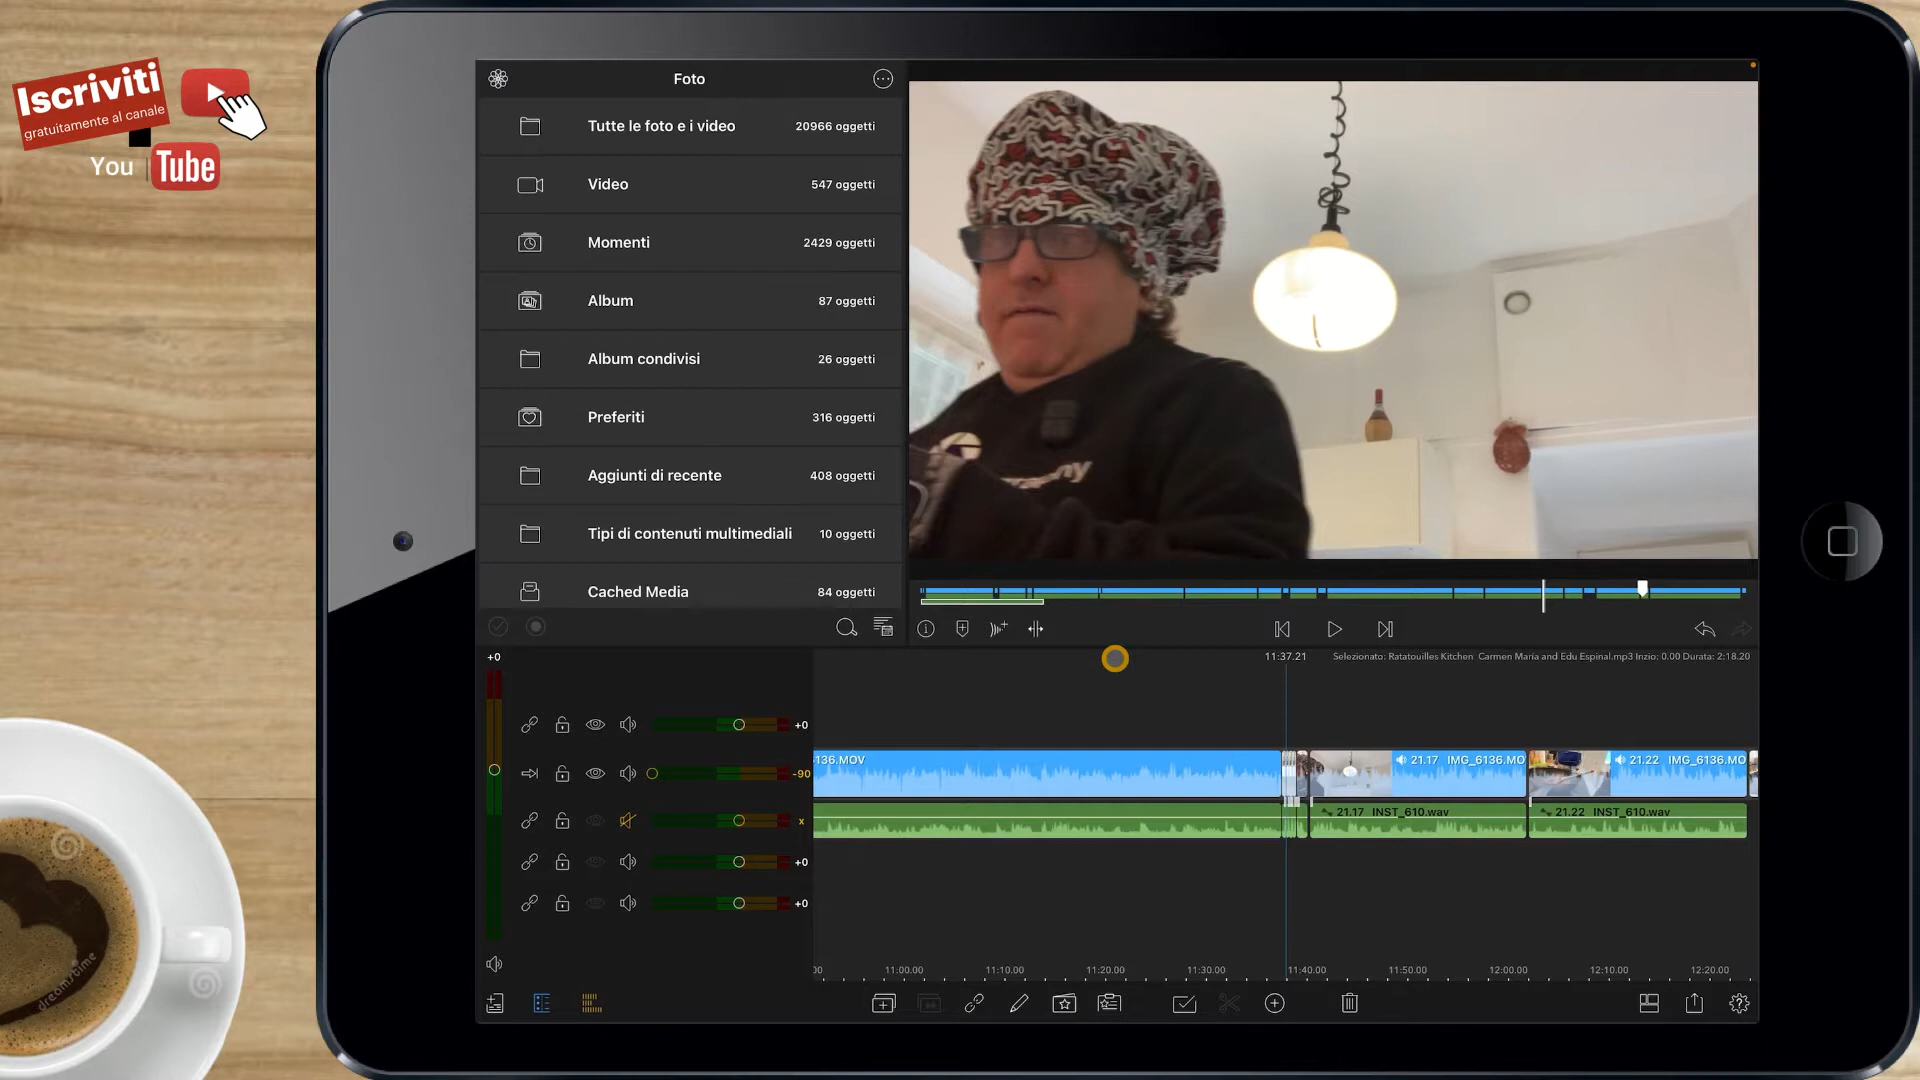 Iscriviti
gratuitamente al canale
You Tube
Foto
Tutte le foto e i video 20966 oggetti
Video 547 oggetti
Momenti 2429 oggetti
Album 87 oggetti
Album condivisi 26 oggetti
Preferiti 316 oggetti
Aggiunti di recente 408 oggetti
Tipi di contenuti multimediali 10 oggetti
Cached Media 84 oggetti
+0
11:37.21
Selezionato: Ratatouilles Kitchen Carmen María and Edu Espinal.mp3 Inzio: 0.00 Durata: 2:18.20
+0
-90
136.MOV
21.17 IMG_6136.MO
21.22 IMG_6136.MO
x
21.17 INST_610.wav
21.22 INST_610.wav
+0
+0
00 11:00.00 11:10.00 11:20.00 11:30.00 11:40.00 11:50.00 12:00.00 12:10.00 12:20.00
dreamstime